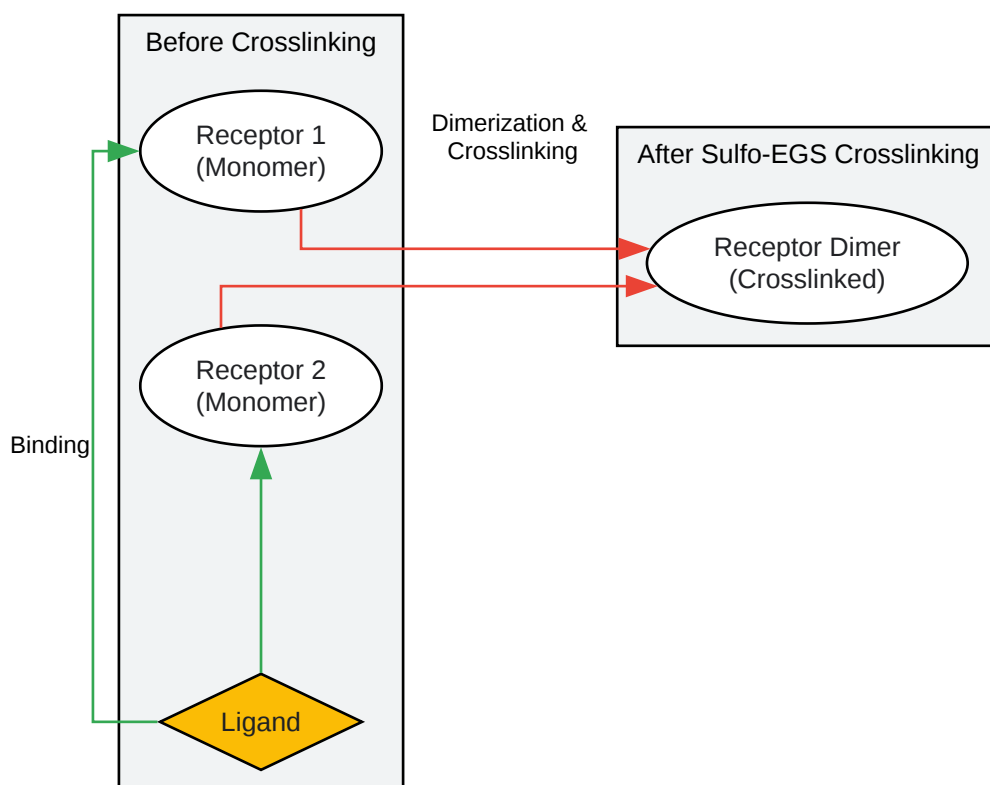 Before Crosslinking
Receptor 1
(Monomer)
Dimerization &
Crosslinking
After Sulfo-EGS Crosslinking
Receptor Dimer
(Crosslinked)
Receptor 2
(Monomer)
Binding
Ligand